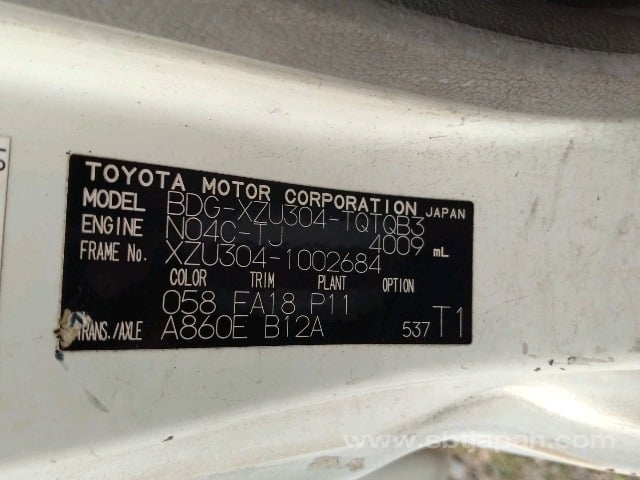 TOYOTA MOTOR CORPORATION JAPAN
MODEL BDG-XZU304-TQTQB3
ENGINE N04C-TJ 4009 mL
FRAME No. XZU304-1002684
COLOR TRIM PLANT OPTION
058 FA18 P11
TRANS./AXLE A860E B12A 537 T1
www.sbtjapan.com